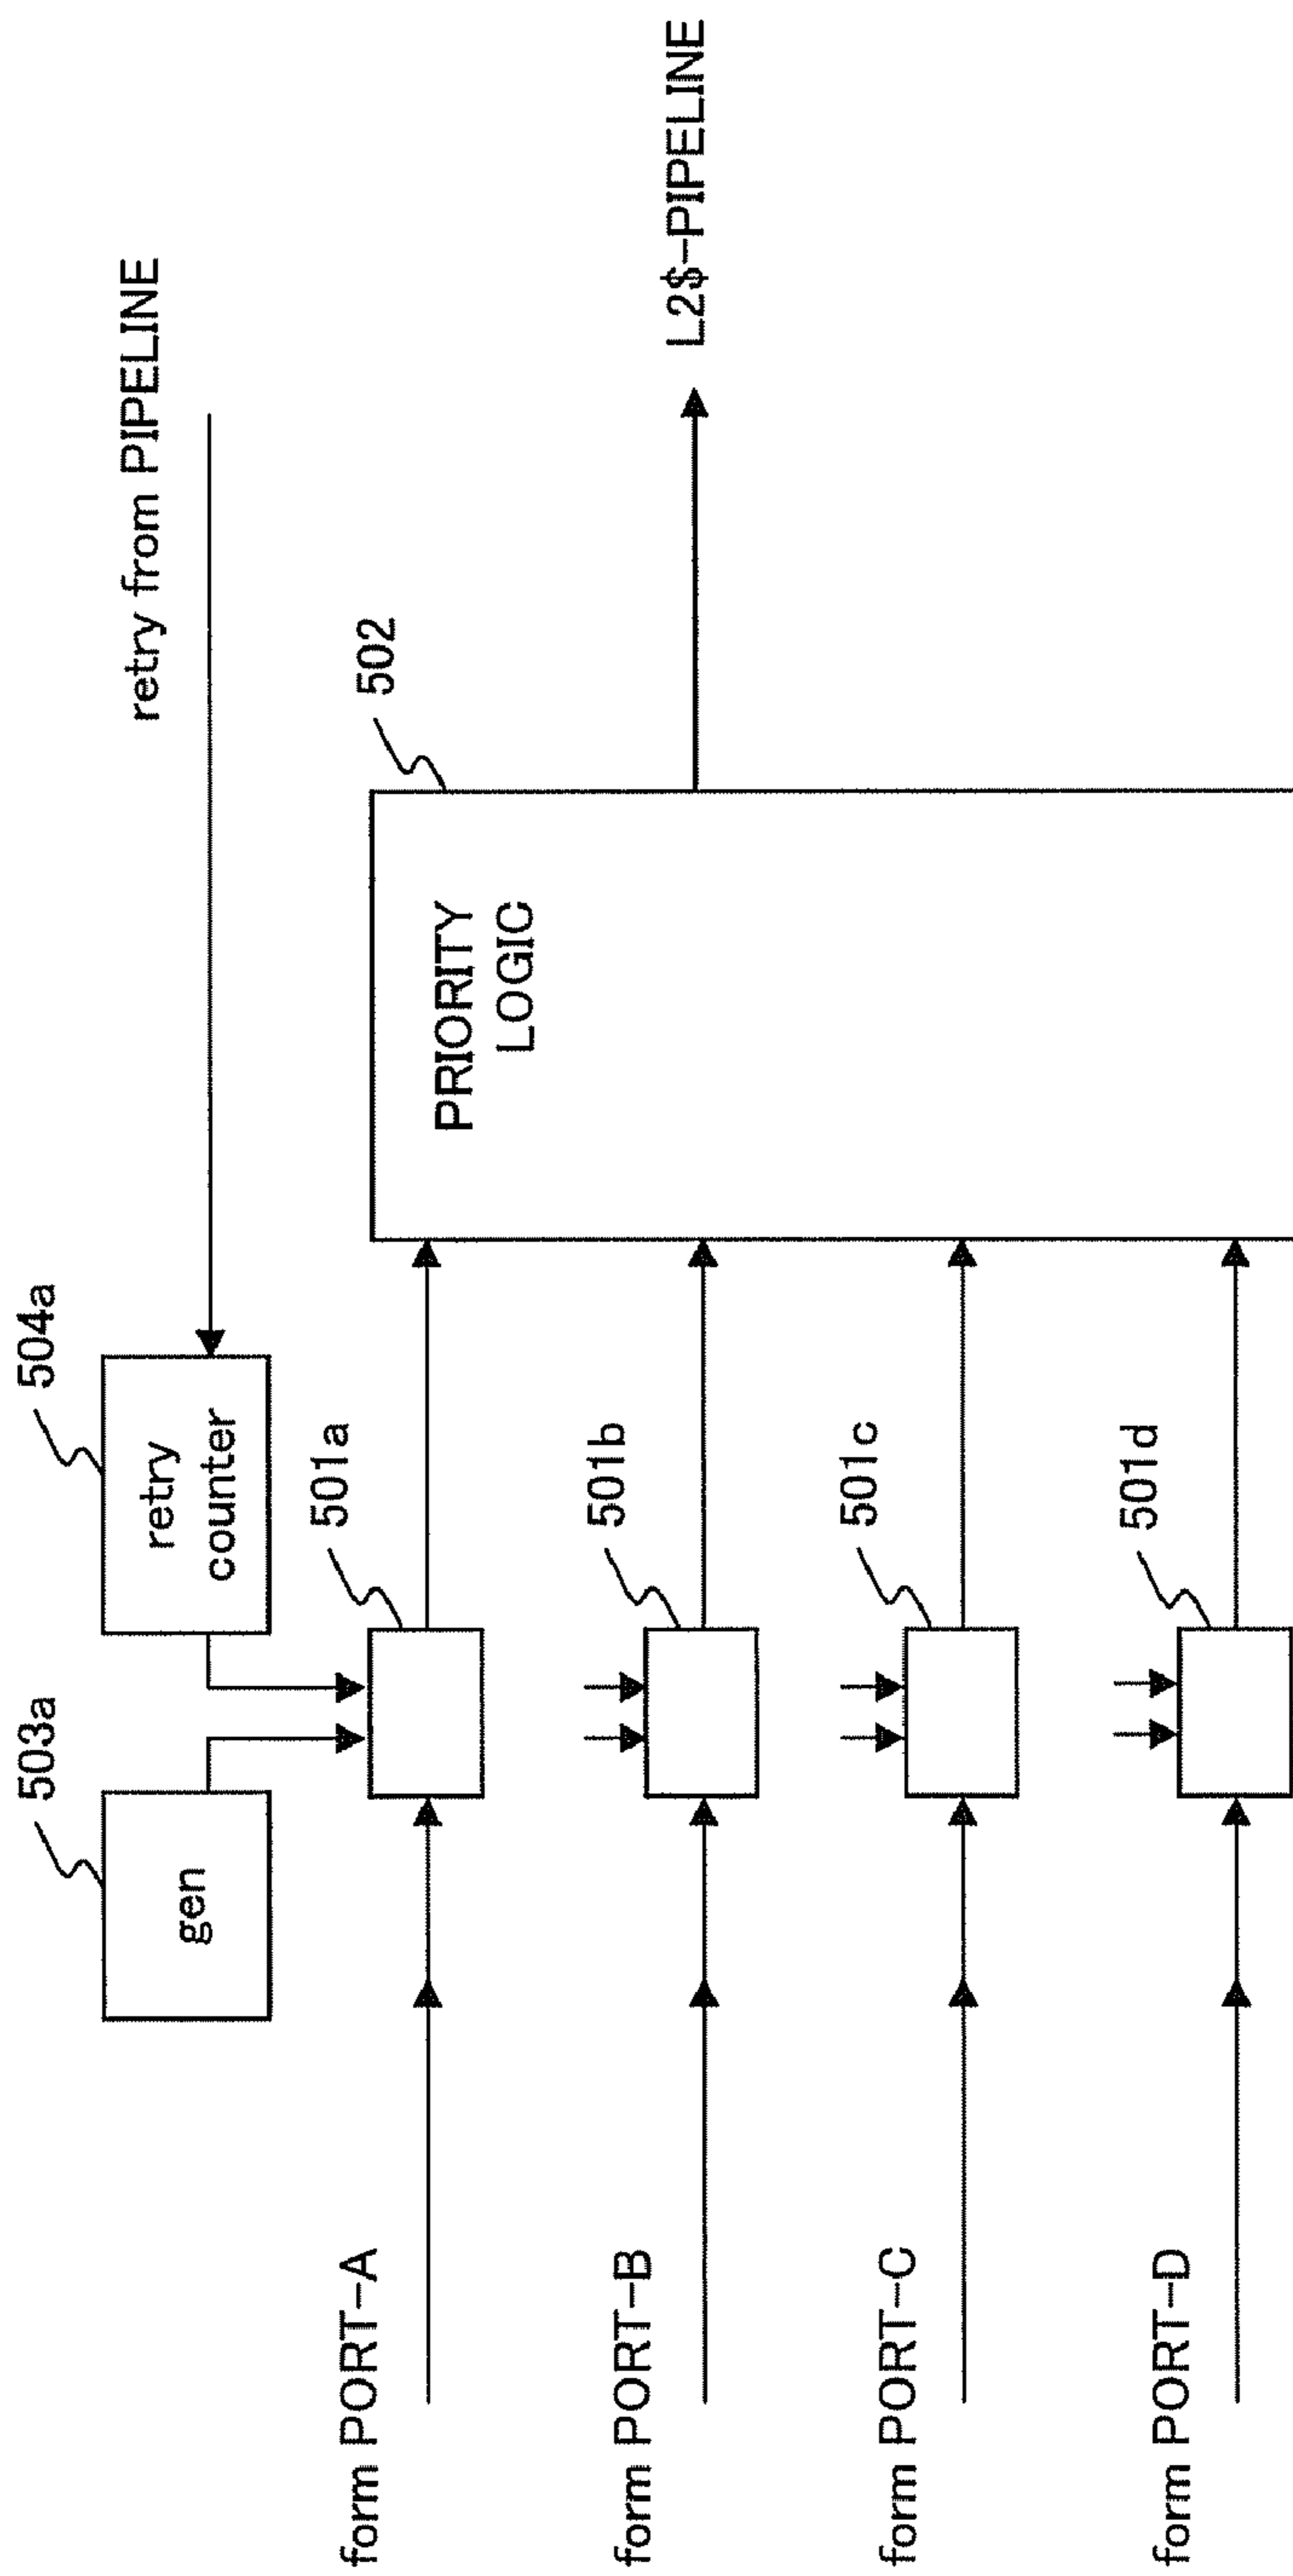 503a
504a
gen
retry
counter
retry from PIPELINE
form PORT-A
501a
502
PRIORITY
LOGIC
form PORT-B
501b
L2$-PIPELINE
form PORT-C
501c
form PORT-D
501d